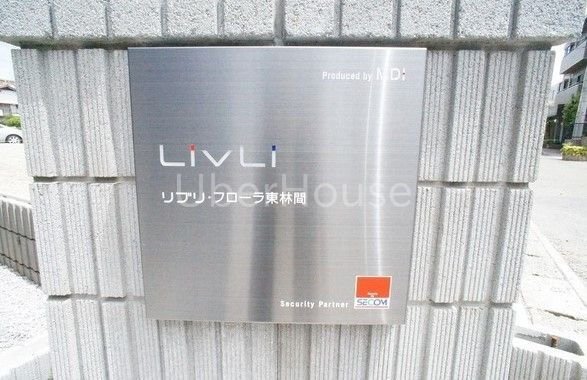 Produced by MDi
LivLi
UberHouse
リブリ・フローラ東林間
Security Partner
SECOM